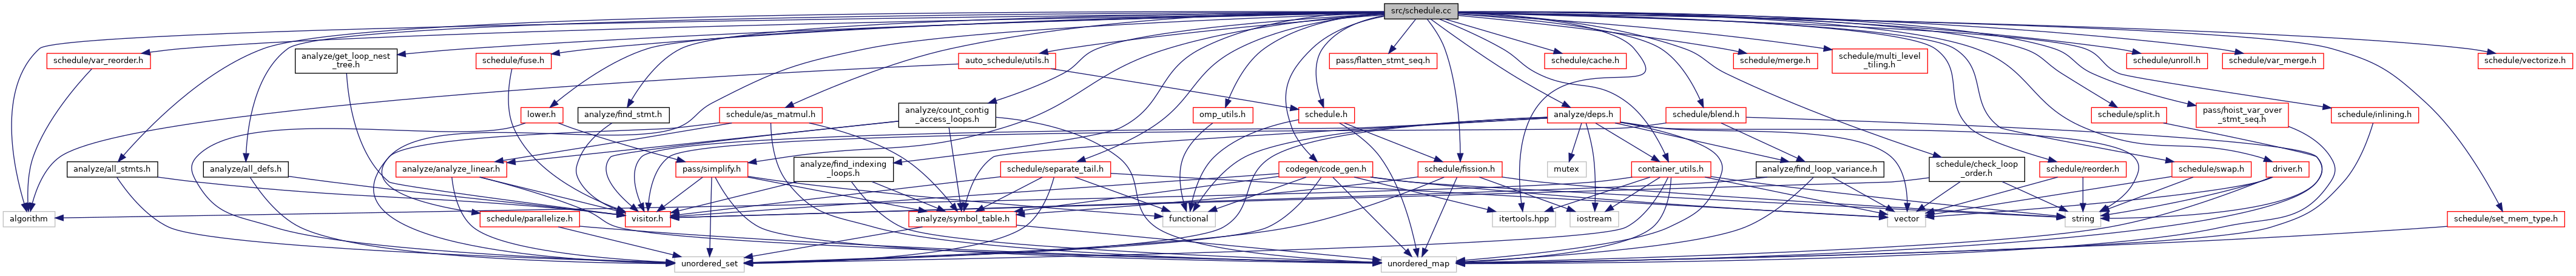 src/schedule.cc
schedule/var_reorder.h
analyze/get_loop_nest
_tree.h
schedule/fuse.h
auto_schedule/utils.h
pass/flatten_stmt_seq.h
schedule/cache.h
schedule/merge.h
schedule/multi_level
_tiling.h
schedule/unroll.h
schedule/var_merge.h
schedule/vectorize.h
lower.h
analyze/find_stmt.h
schedule/as_matmul.h
analyze/count_contig
_access_loops.h
omp_utils.h
schedule.h
analyze/deps.h
schedule/blend.h
schedule/split.h
pass/hoist_var_over
_stmt_seq.h
schedule/inlining.h
analyze/all_stmts.h
analyze/all_defs.h
analyze/analyze_linear.h
pass/simplify.h
analyze/find_indexing
_loops.h
schedule/separate_tail.h
codegen/code_gen.h
schedule/fission.h
mutex
container_utils.h
analyze/find_loop_variance.h
schedule/check_loop
_order.h
schedule/reorder.h
schedule/swap.h
driver.h
algorithm
schedule/parallelize.h
visitor.h
analyze/symbol_table.h
functional
itertools.hpp
iostream
vector
string
schedule/set_mem_type.h
unordered_set
unordered_map